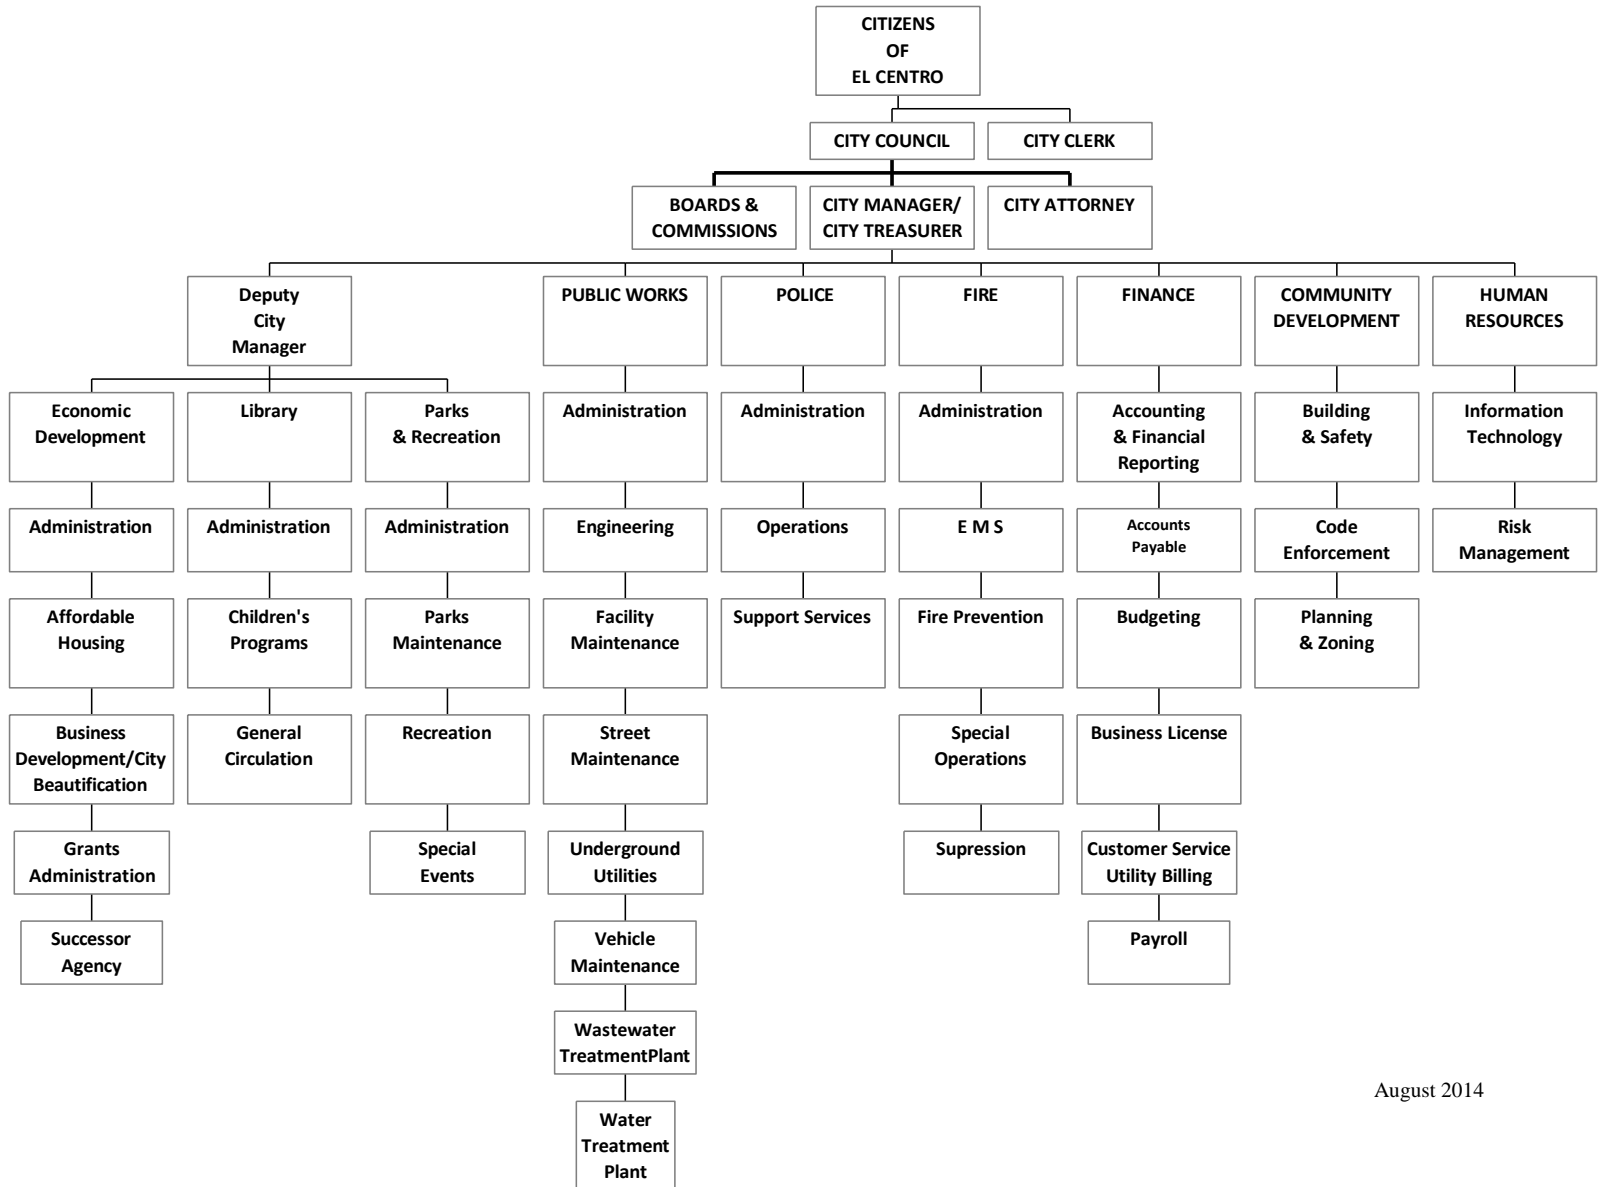 CITIZENS
OF
EL CENTRO
CITY COUNCIL
CITY CLERK
BOARDS &
COMMISSIONS
CITY MANAGER/
CITY TREASURER
CITY ATTORNEY
Deputy
City
Manager
PUBLIC WORKS
POLICE
FIRE
FINANCE
COMMUNITY
DEVELOPMENT
HUMAN
RESOURCES
Economic
Development
Library
Parks
& Recreation
Administration
Administration
Administration
Accounting
& Financial
Reporting
Building
& Safety
Information
Technology
Administration
Administration
Administration
Engineering
Operations
E M S
Accounts
Payable
Code
Enforcement
Risk
Management
Affordable
Housing
Children's
Programs
Parks
Maintenance
Facility
Maintenance
Support Services
Fire Prevention
Budgeting
Planning
& Zoning
Business
Development/City
Beautification
General
Circulation
Recreation
Street
Maintenance
Special
Operations
Business License
Grants
Administration
Special
Events
Underground
Utilities
Supression
Customer Service
Utility Billing
Successor
Agency
Vehicle
Maintenance
Payroll
Wastewater
TreatmentPlant
Water
Treatment
Plant
August 2014